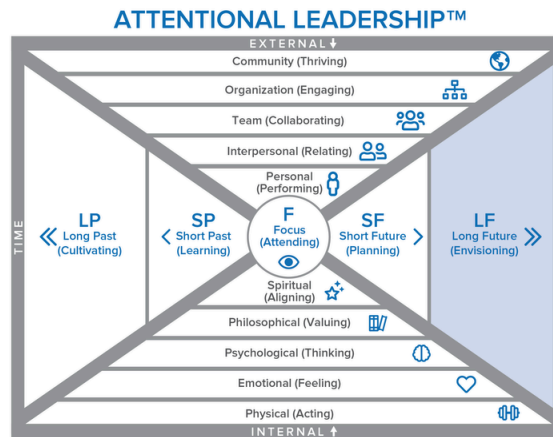 ATTENTIONAL LEADERSHIP™
EXTERNAL
Community (Thriving)
Organization (Engaging)
Team (Collaborating)
Interpersonal (Relating)
Personal
(Performing)
TIME
LP
Long Past
(Cultivating)
SP
Short Past
(Learning)
F
Focus
(Attending)
SF
Short Future
(Planning)
LF
Long Future
(Envisioning)
Spiritual
(Aligning)
Philosophical (Valuing)
Psychological (Thinking)
Emotional (Feeling)
Physical (Acting)
INTERNAL